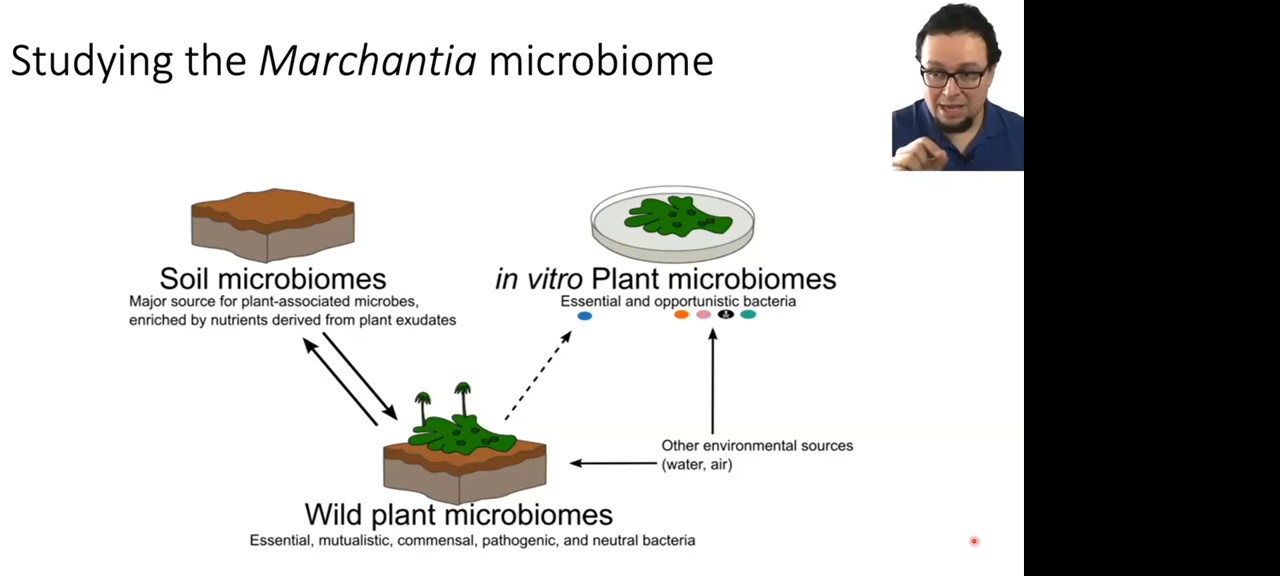 Studying the Marchantia microbiome
Soil microbiomes
Major source for plant-associated microbes,
enriched by nutrients derived from plant exudates
in vitro Plant microbiomes
Essential and opportunistic bacteria
Other environmental sources
(water, air)
Wild plant microbiomes
Essential, mutualistic, commensal, pathogenic, and neutral bacteria